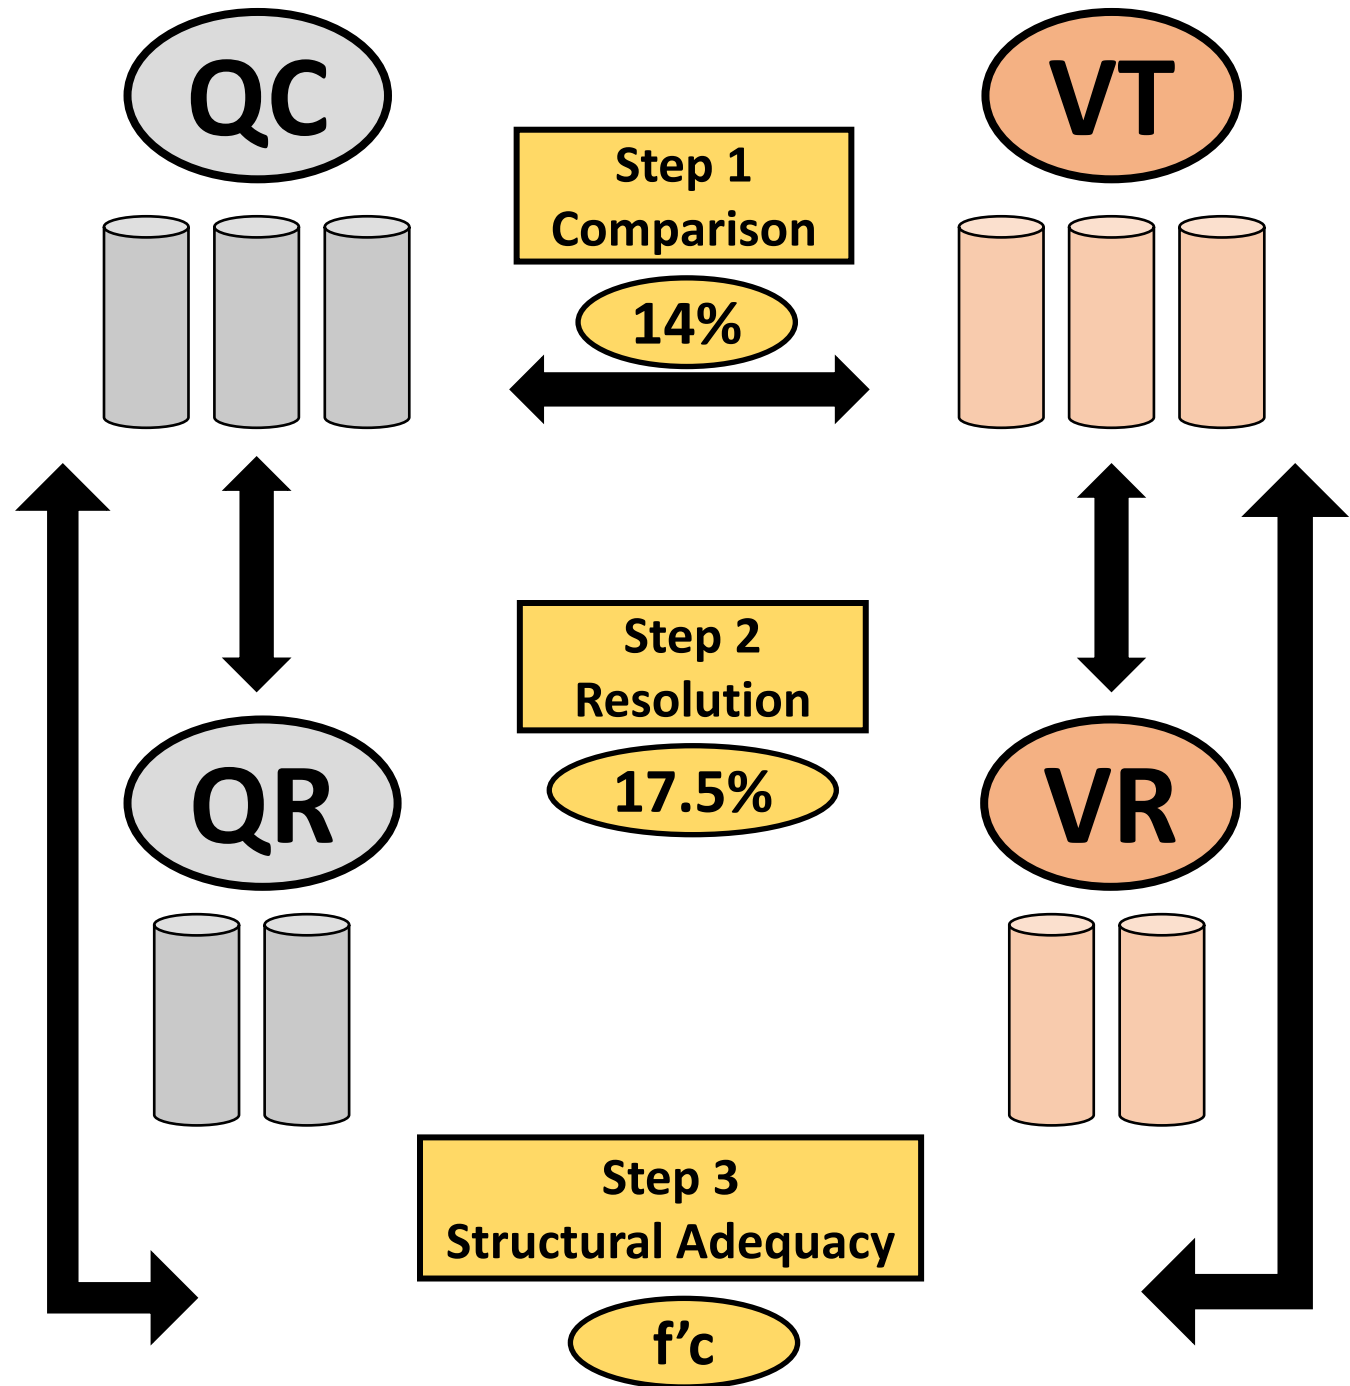 QC
VT
Step 1
Comparison
14%
Step 2
Resolution
17.5%
QR
VR
Step 3
Structural Adequacy
f’c